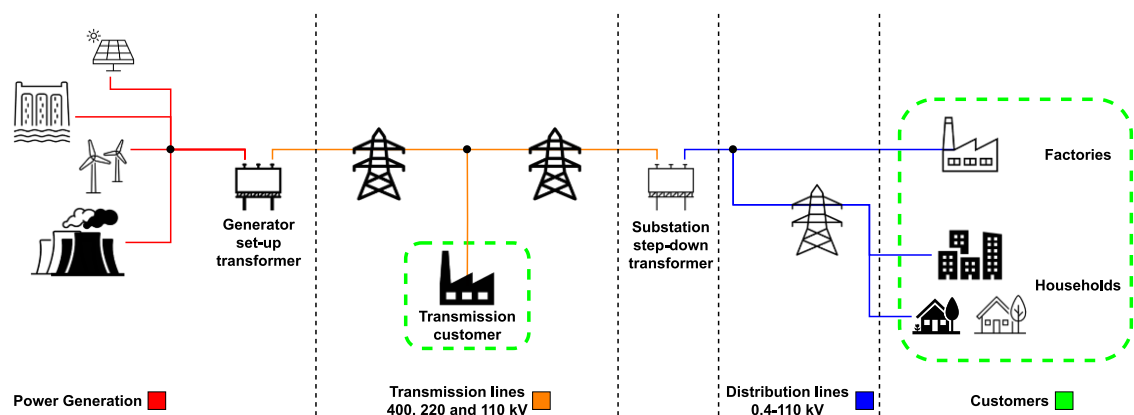 Generator
set-up
transformer
Transmission
customer
Substation
step-down
transformer
Factories
Households
Power Generation
Transmission lines
400, 220 and 110 kV
Distribution lines
0.4-110 kV
Customers